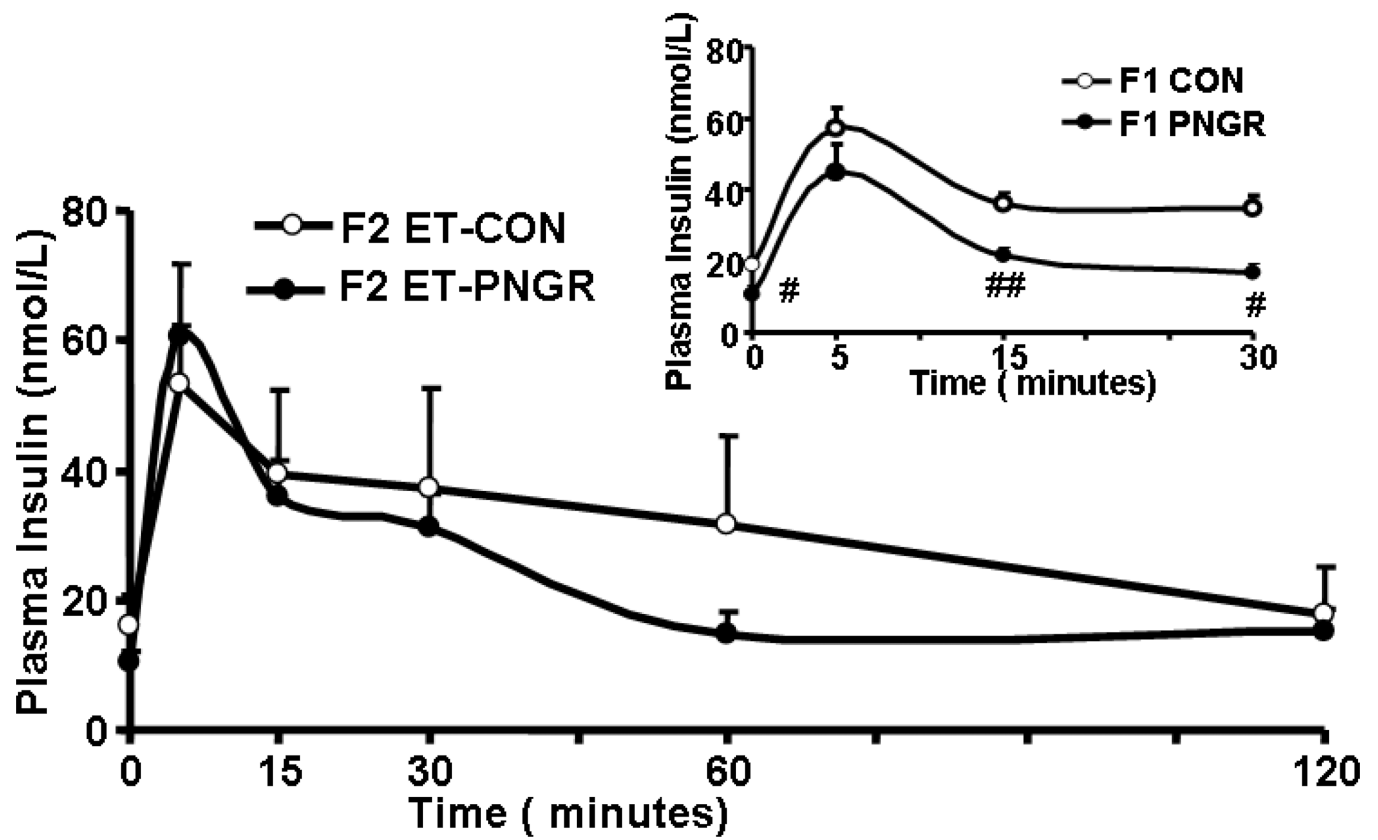 Plasma Insulin (nmol/L)
80
60
40
20
0
F1 CON
F1 PNGR
#
##
#
0
5
15
30
Time ( minutes)
Plasma Insulin (nmol/L)
80
60
40
20
0
F2 ET-CON
F2 ET-PNGR
0
15
30
60
120
Time ( minutes)